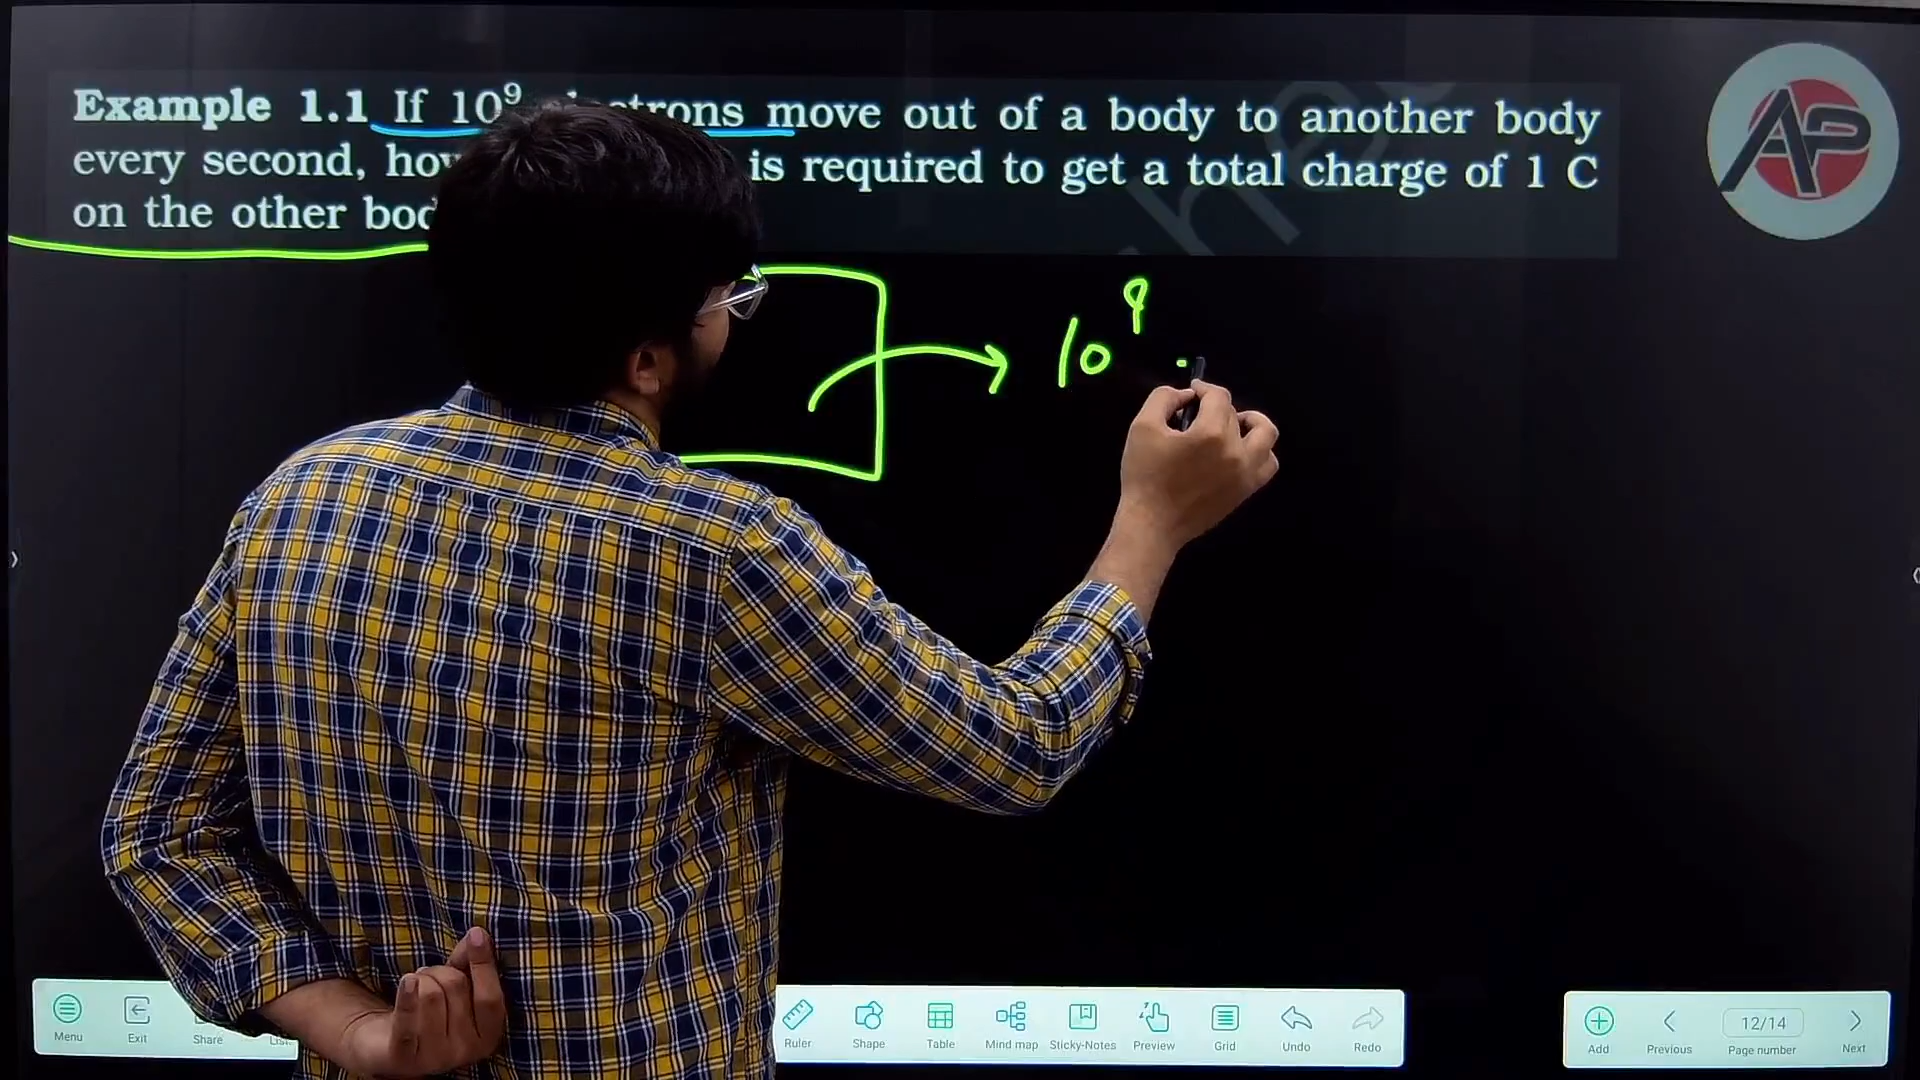 Example 1.1 If 10⁹ electrons move out of a body to another body
every second, how is required to get a total charge of 1 C
on the other bod
AP
10⁹
Menu
Exit
Share
Ruler
Shape
Table
Mind map
Sticky-Notes
Preview
Grid
Undo
Redo
Add
Previous
12/14
Page number
Next